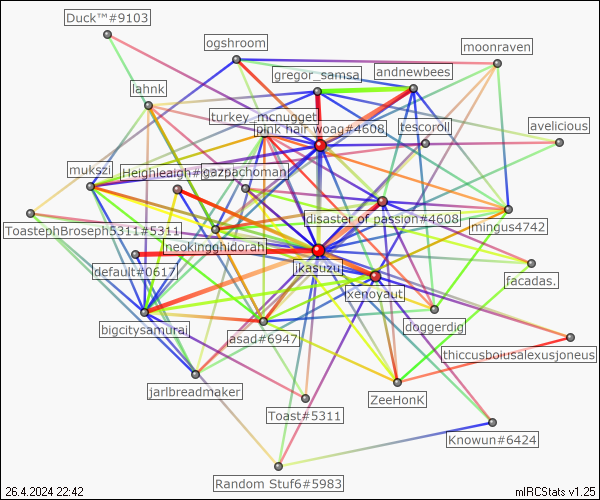 Duck™#9103
ogshroom
moonraven
gregor_samsa
andnewbees
lahnk
turkey_mcnugget
pink hair woag#4608
tescoroll
avelicious
mukszi
Heighleaigh#
gazpachoman
ToastephBroseph5311#5311
disaster of passion#4608
mingus4742
neokingghidorah
default#0617
ikasuzu
facadas.
xenoyaut
bigcitysamurai
asad#6947
doggerdig
thiccusboiusalexusjoneus
jarlbreadmaker
ZeeHonK
Toast#5311
Knowun#6424
Random Stuf6#5983
26.4.2024 22:42
mIRCStats v1.25